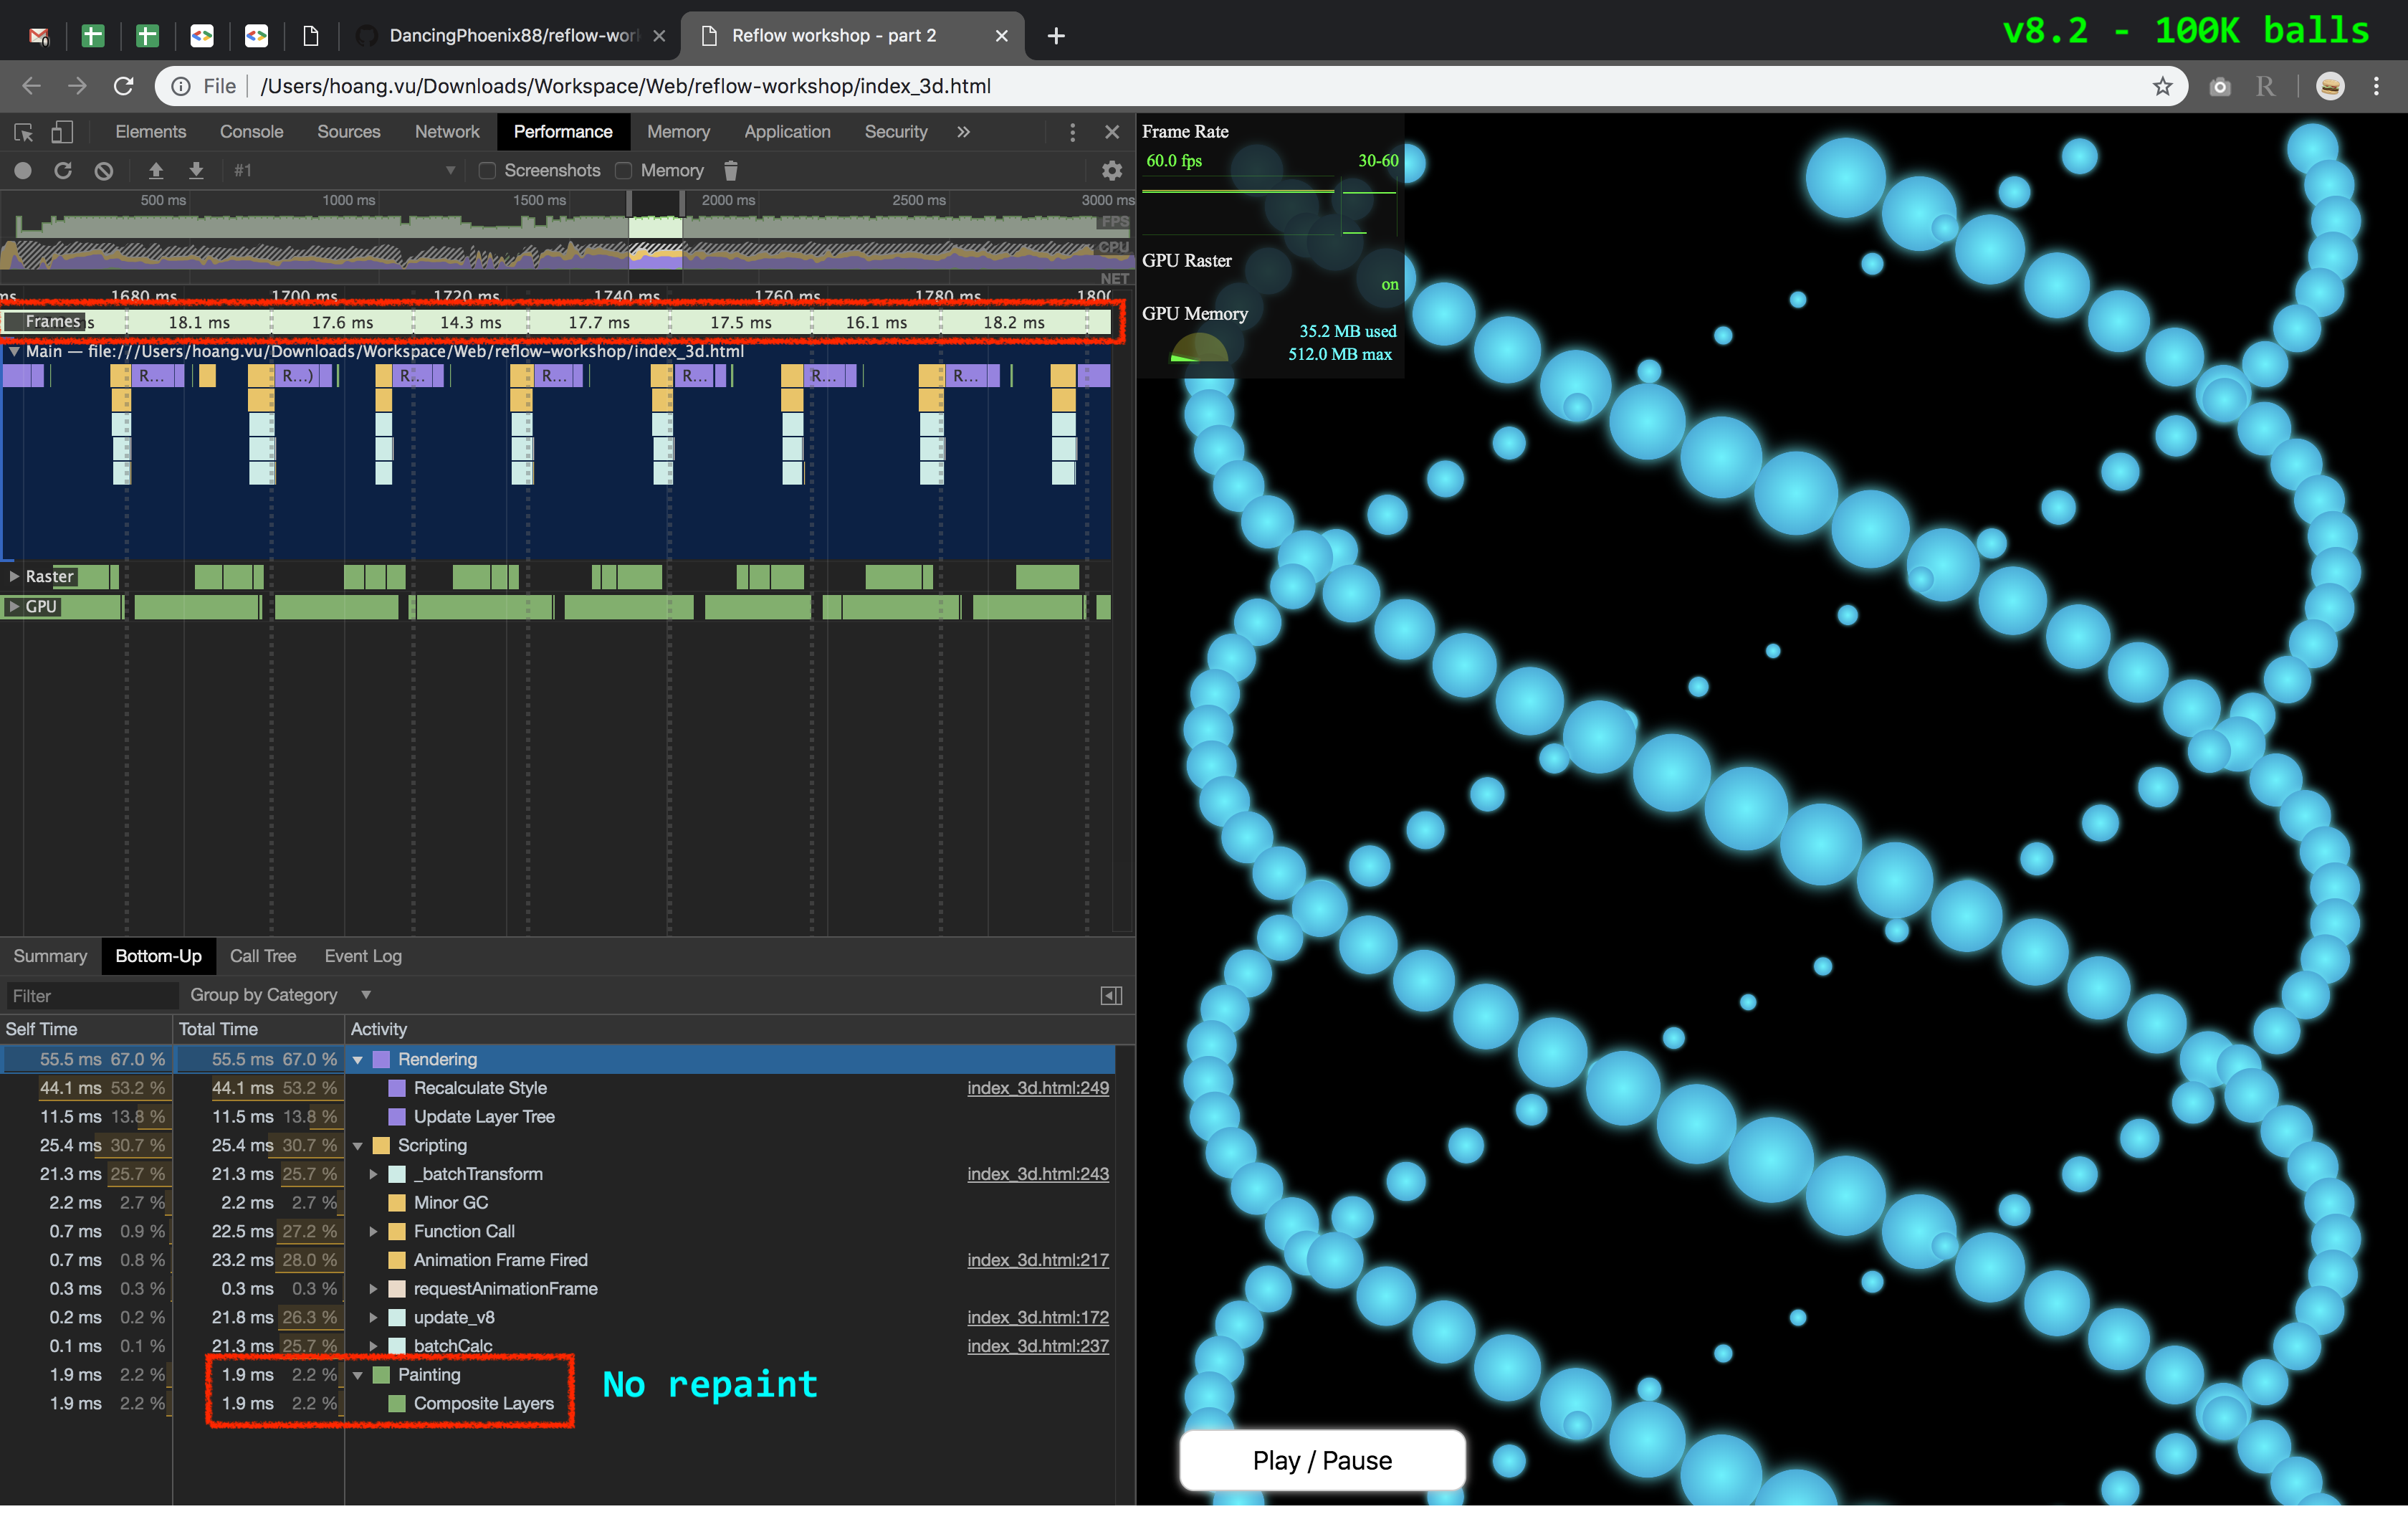 DancingPhoenix88/reflow-wor
Reflow workshop - part 2
v8.2 - 100K balls
File
/Users/hoang.vu/Downloads/Workspace/Web/reflow-workshop/index_3d.html
R
Elements Console Sources Network Performance Memory Application Security »
#1 Screenshots Memory
500 ms 1000 ms 1500 ms 2000 ms 2500 ms 3000 ms
FPS
CPU
NET
ms 1680 ms 1700 ms 1720 ms 1740 ms 1760 ms 1780 ms 1800
Frames s 18.1 ms 17.6 ms 14.3 ms 17.7 ms 17.5 ms 16.1 ms 18.2 ms
Main — file:///Users/hoang.vu/Downloads/Workspace/Web/reflow-workshop/index_3d.html
R... R...) R... R... R... R... R...
Raster
GPU
Summary Bottom-Up Call Tree Event Log
Filter Group by Category
Self Time Total Time Activity
55.5 ms 67.0 % 55.5 ms 67.0 % Rendering
44.1 ms 53.2 % 44.1 ms 53.2 % Recalculate Style index_3d.html:249
11.5 ms 13.8 % 11.5 ms 13.8 % Update Layer Tree
25.4 ms 30.7 % 25.4 ms 30.7 % Scripting
21.3 ms 25.7 % 21.3 ms 25.7 % _batchTransform index_3d.html:243
2.2 ms 2.7 % 2.2 ms 2.7 % Minor GC
0.7 ms 0.9 % 22.5 ms 27.2 % Function Call
0.7 ms 0.8 % 23.2 ms 28.0 % Animation Frame Fired index_3d.html:217
0.3 ms 0.3 % 0.3 ms 0.3 % requestAnimationFrame
0.2 ms 0.2 % 21.8 ms 26.3 % update_v8 index_3d.html:172
0.1 ms 0.1 % 21.3 ms 25.7 % batchCalc index_3d.html:237
1.9 ms 2.2 % 1.9 ms 2.2 % Painting
1.9 ms 2.2 % 1.9 ms 2.2 % Composite Layers
No repaint
Frame Rate
60.0 fps 30-60
GPU Raster
on
GPU Memory
35.2 MB used
512.0 MB max
Play / Pause